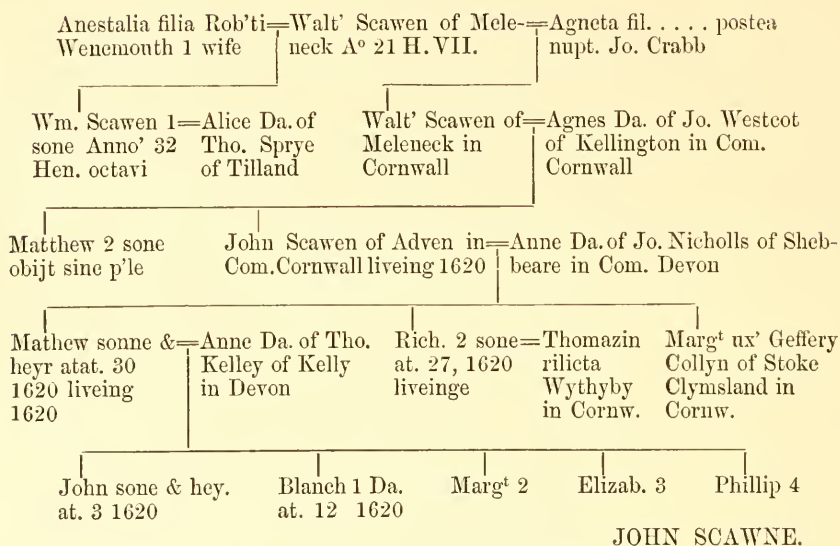 Anestalia filia Rob'ti=Walt' Scawen of Mele-=Agneta fil. . . . . postea
Wenemouth 1 wife neck Aº 21 H. VII. nupt. Jo. Crabb
Wm. Scawen 1=Alice Da. of Walt' Scawen of=Agnes Da. of Jo. Westcot
sone Anno' 32 Tho. Sprye Meleneck in of Kellington in Com.
Hen. octavi of Tilland Cornwall Cornwall
Matthew 2 sone John Scawen of Adven in=Anne Da. of Jo. Nicholls of Sheb-
obijt sine p'le Com. Cornwall liveing 1620 beare in Com. Devon
Mathew sonne &=Anne Da. of Tho. Rich. 2 sone=Thomazin Margᵗ ux' Geffery
heyr atat. 30 Kelley of Kelly at. 27, 1620 rilicta Collyn of Stoke
1620 liveing in Devon liveinge Wythyby Clymsland in
1620 in Cornw. Cornw.
John sone & hey. Blanch 1 Da. Margᵗ 2 Elizab. 3 Phillip 4
at. 3 1620 at. 12 1620
JOHN SCAWNE.